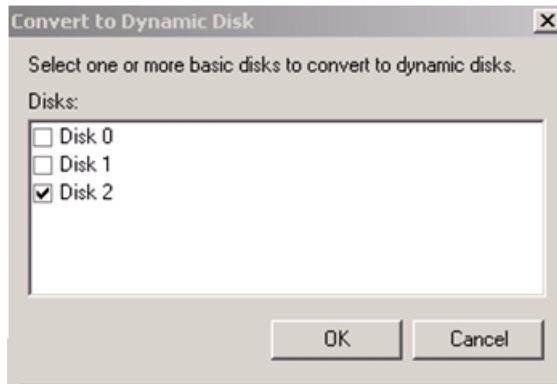 Convert to Dynamic Disk
Select one or more basic disks to convert to dynamic disks.
Disks:
Disk 0
Disk 1
Disk 2
OK Cancel